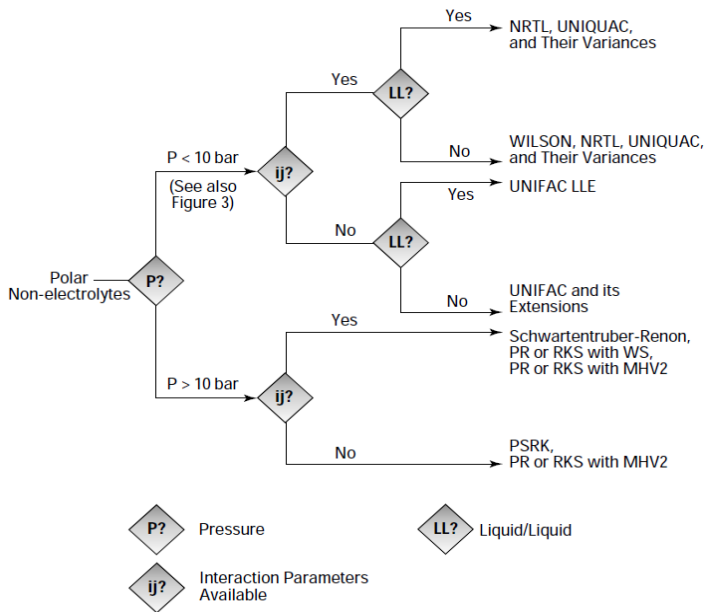 Yes
NRTL, UNIQUAC,
and Their Variances
LL?
Yes
No
WILSON, NRTL, UNIQUAC,
and Their Variances
P < 10 bar
(See also
Figure 3)
ij?
Yes
UNIFAC LLE
No
LL?
No
UNIFAC and its
Extensions
Polar
Non-electrolytes
P?
Yes
Schwartentruber-Renon,
PR or RKS with WS,
PR or RKS with MHV2
P > 10 bar
ij?
No
PSRK,
PR or RKS with MHV2
P?
Pressure
LL?
Liquid/Liquid
ij?
Interaction Parameters
Available